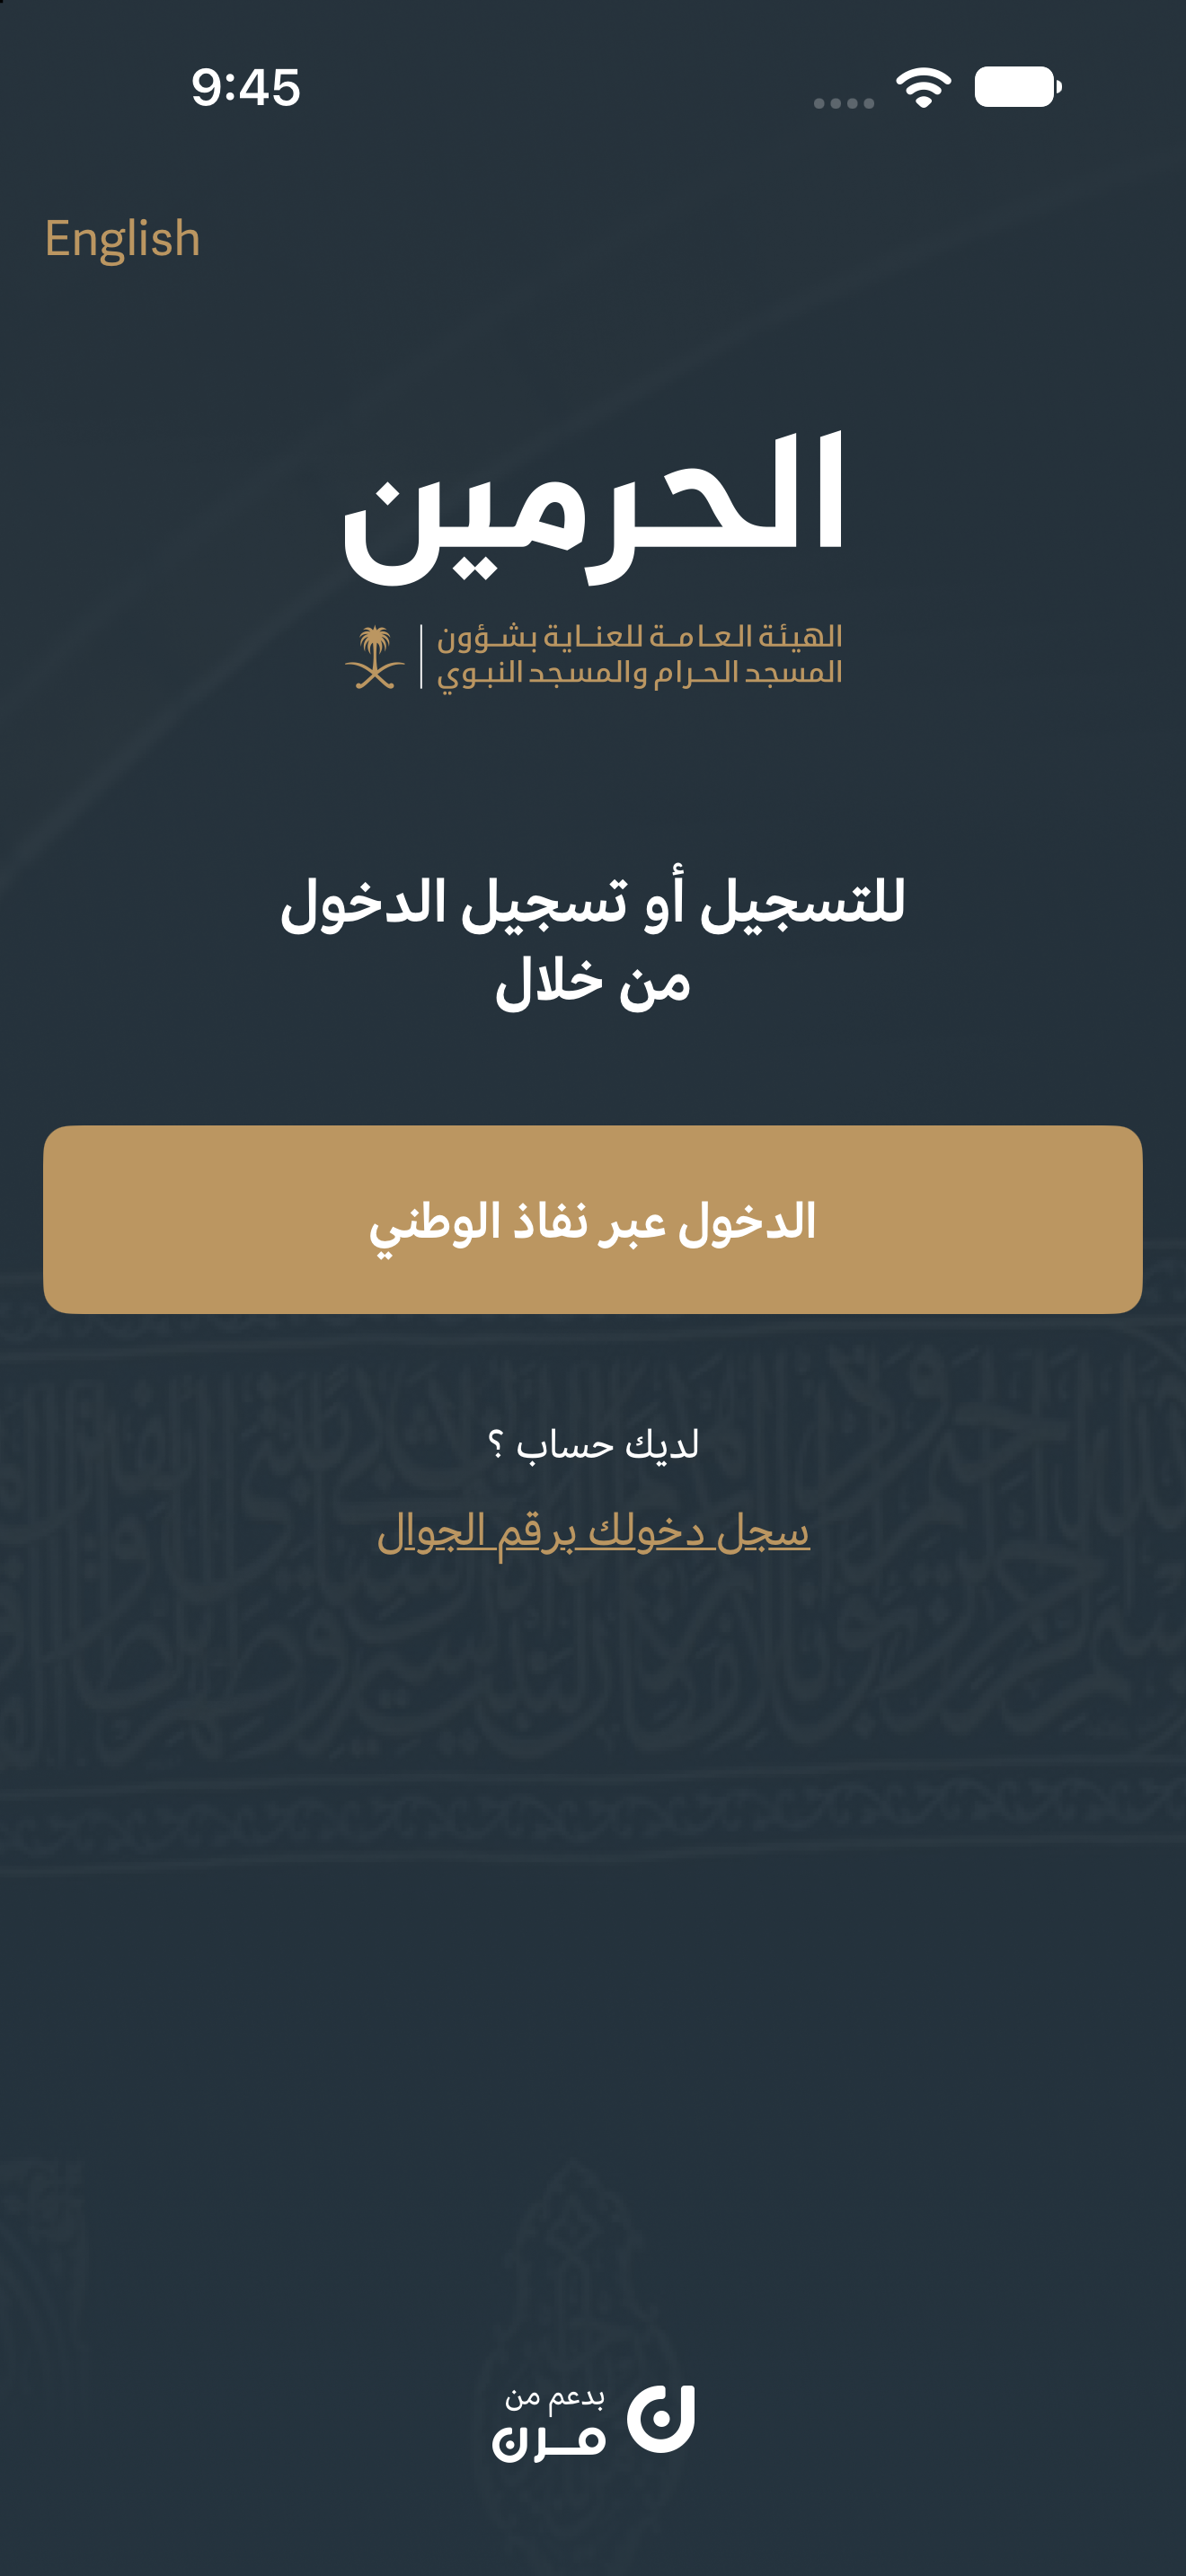 9:45
English
الحرمين
الهيئة العامة للعناية بشؤون
المسجد الحرام والمسجد النبوي
للتسجيل أو تسجيل الدخول
من خلال
الدخول عبر نفاذ الوطني
لديك حساب ؟
سجل دخولك برقم الجوال
بدعم من
مرن